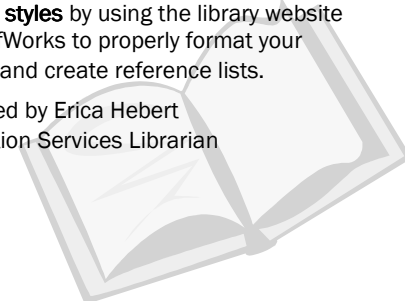 styles by using the library website
fWorks to properly format your
and create reference lists.
ed by Erica Hebert
ion Services Librarian